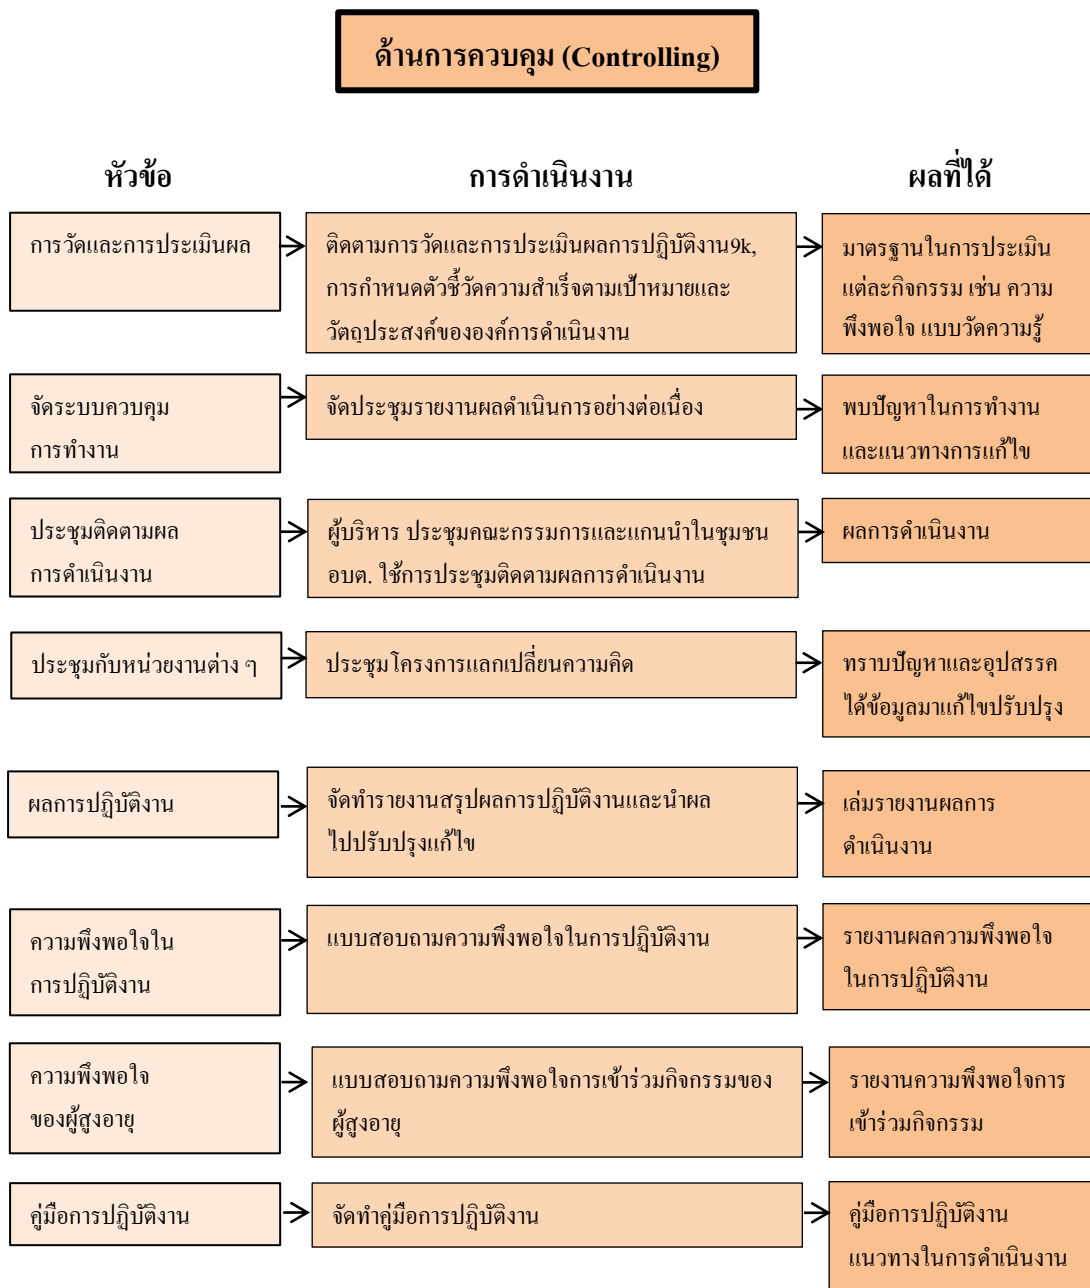 ด้านการควบคุม (Controlling)
หัวข้อ
การดำเนินงาน
ผลที่ได้
การวัดและการประเมินผล
ติดตามการวัดและการประเมินผลการปฏิบัติงาน9k,
การกำหนดตัวชี้วัดความสำเร็จตามเป้าหมายและ
วัตถุประสงค์ขององค์การดำเนินงาน
มาตรฐานในการประเมิน
แต่ละกิจกรรม เช่น ความ
พึงพอใจ แบบวัดความรู้
จัดระบบควบคุม
การทำงาน
จัดประชุมรายงานผลดำเนินการอย่างต่อเนื่อง
พบปัญหาในการทำงาน
และแนวทางการแก้ไข
ประชุมติดตามผล
การดำเนินงาน
ผู้บริหาร ประชุมคณะกรรมการและแกนนำในชุมชน
อบต. ใช้การประชุมติดตามผลการดำเนินงาน
ผลการดำเนินงาน
ประชุมกับหน่วยงานต่าง ๆ
ประชุมโครงการแลกเปลี่ยนความคิด
ทราบปัญหาและอุปสรรค
ได้ข้อมูลมาแก้ไขปรับปรุง
ผลการปฏิบัติงาน
จัดทำรายงานสรุปผลการปฏิบัติงานและนำผล
ไปปรับปรุงแก้ไข
เล่มรายงานผลการ
ดำเนินงาน
ความพึงพอใจใน
การปฏิบัติงาน
แบบสอบถามความพึงพอใจในการปฏิบัติงาน
รายงานผลความพึงพอใจ
ในการปฏิบัติงาน
ความพึงพอใจ
ของผู้สูงอายุ
แบบสอบถามความพึงพอใจการเข้าร่วมกิจกรรมของ
ผู้สูงอายุ
รายงานความพึงพอใจการ
เข้าร่วมกิจกรรม
คู่มือการปฏิบัติงาน
จัดทำคู่มือการปฏิบัติงาน
คู่มือการปฏิบัติงาน
แนวทางในการดำเนินงาน